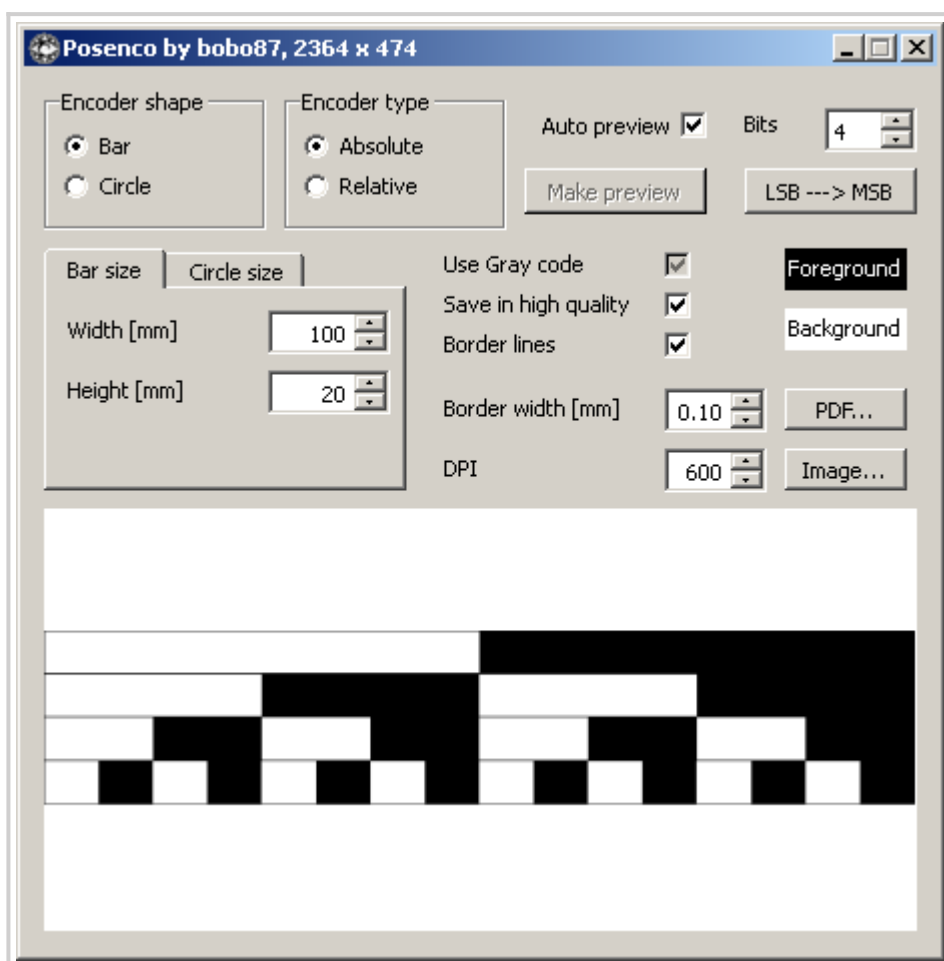 Posenco by bobo87, 2364 x 474
Encoder shape
Bar
Circle
Encoder type
Absolute
Relative
Auto preview
Bits
4
Make preview
LSB ---> MSB
Bar size
Circle size
Width [mm]
100
Height [mm]
20
Use Gray code
Save in high quality
Border lines
Foreground
Background
Border width [mm]
0.10
PDF...
DPI
600
Image...